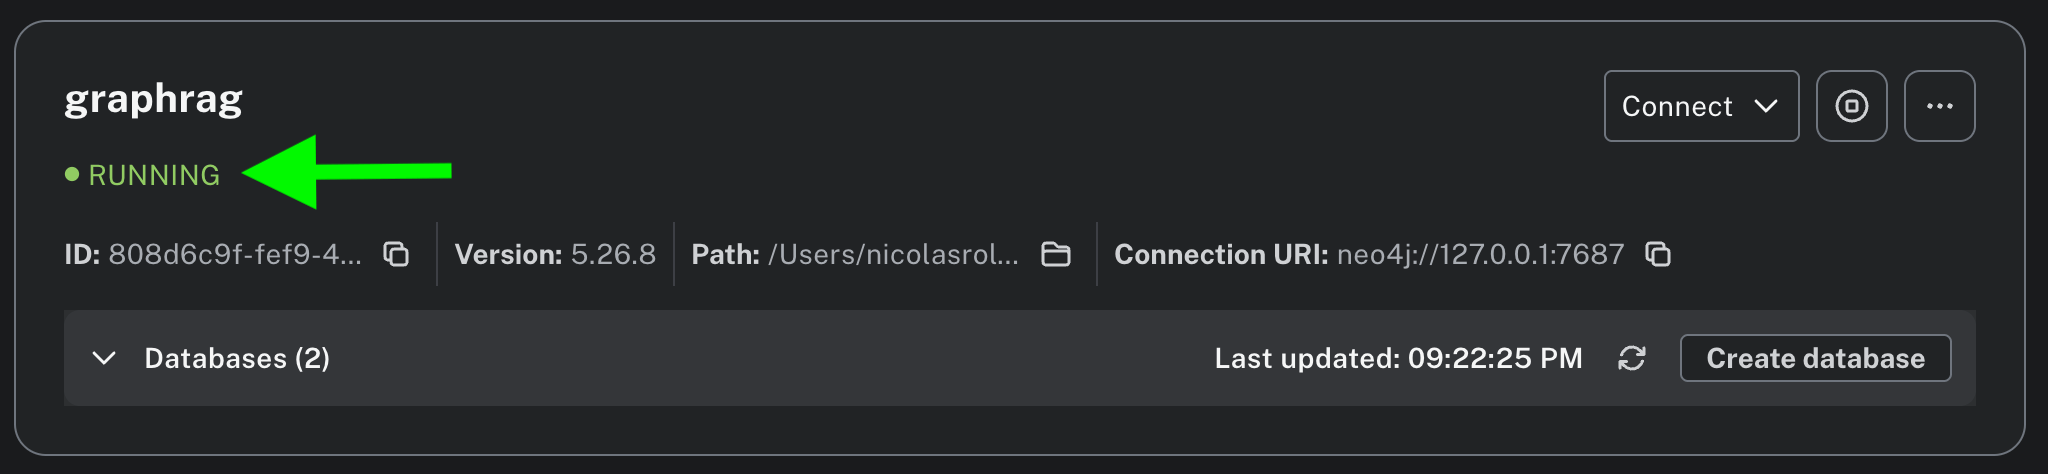 graphrag
Connect
RUNNING
ID: 808d6c9f-fef9-4... Version: 5.26.8 Path: /Users/nicolasrol... Connection URI: neo4j://127.0.0.1:7687
Databases (2) Last updated: 09:22:25 PM Create database